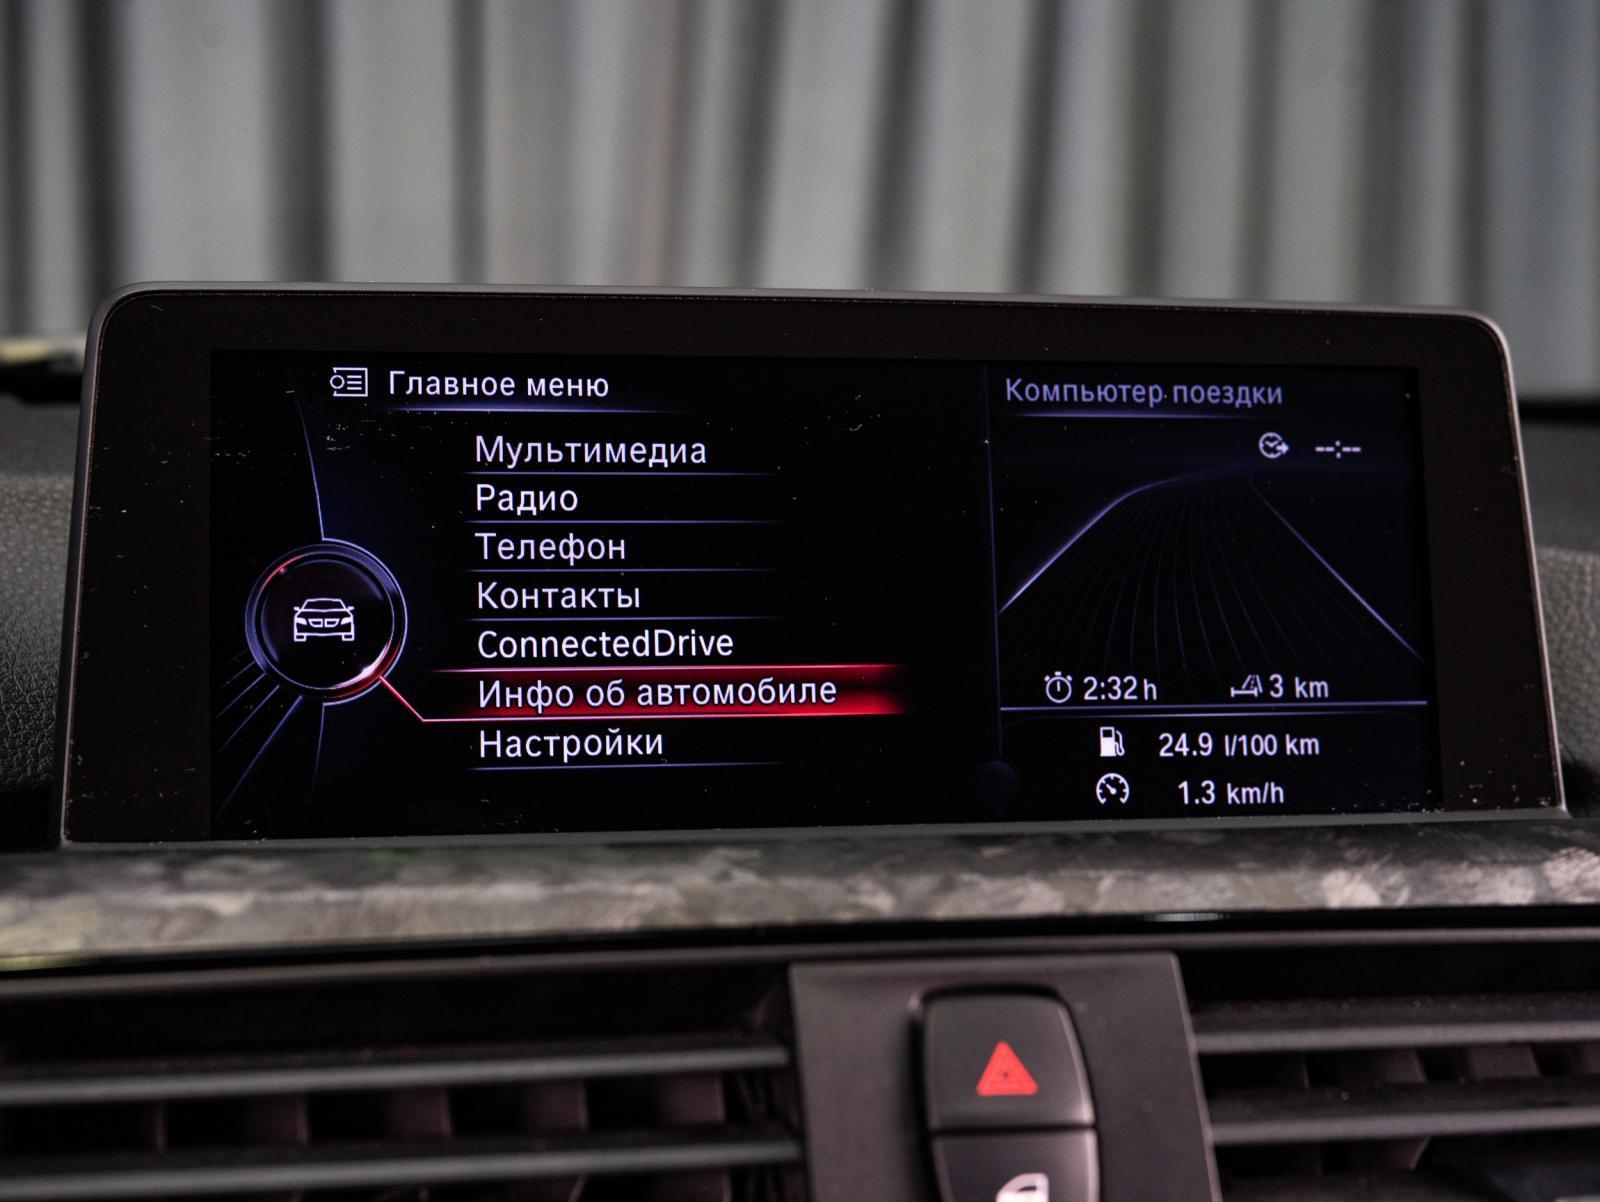 Главное меню
Мультимедиа
Радио
Телефон
Контакты
ConnectedDrive
Инфо об автомобиле
Настройки
Компьютер поездки
--:--
2:32 h 3 km
24.9 l/100 km
1.3 km/h